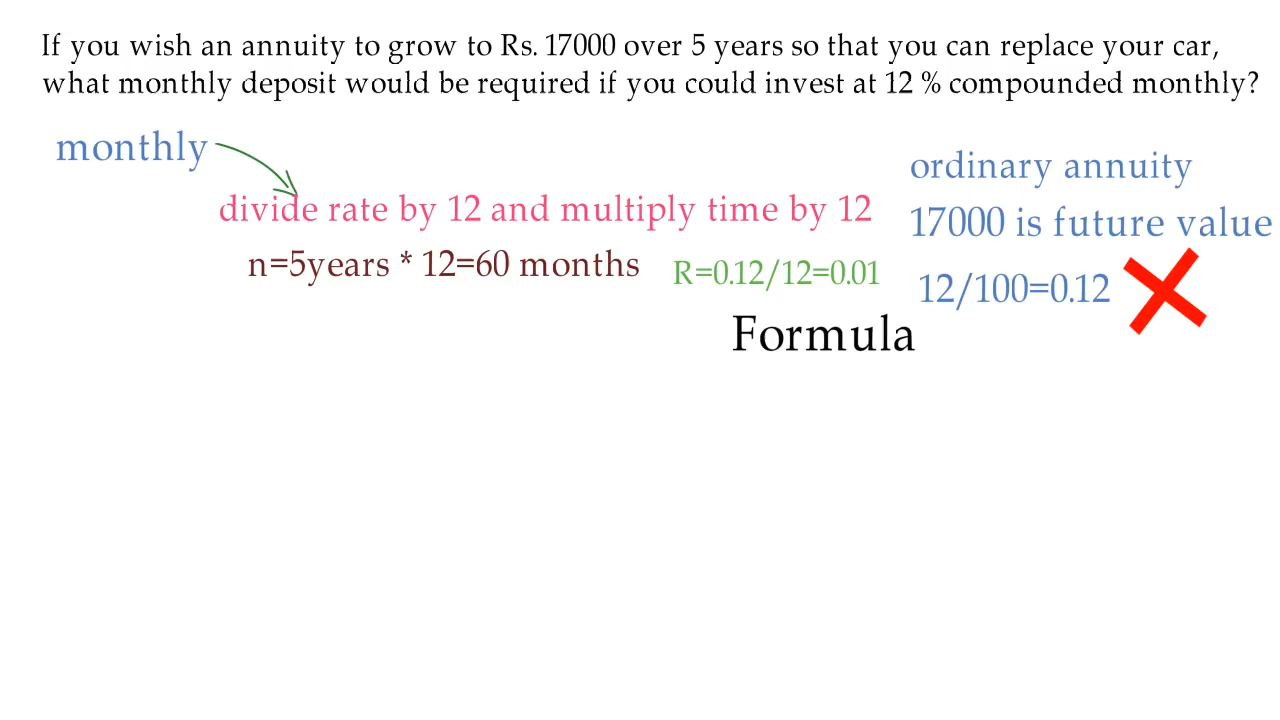 If you wish an annuity to grow to Rs. 17000 over 5 years so that you can replace your car,
what monthly deposit would be required if you could invest at 12 % compounded monthly?
monthly
ordinary annuity
divide rate by 12 and multiply time by 12
17000 is future value
n=5years * 12=60 months
R=0.12/12=0.01
12/100=0.12
Formula